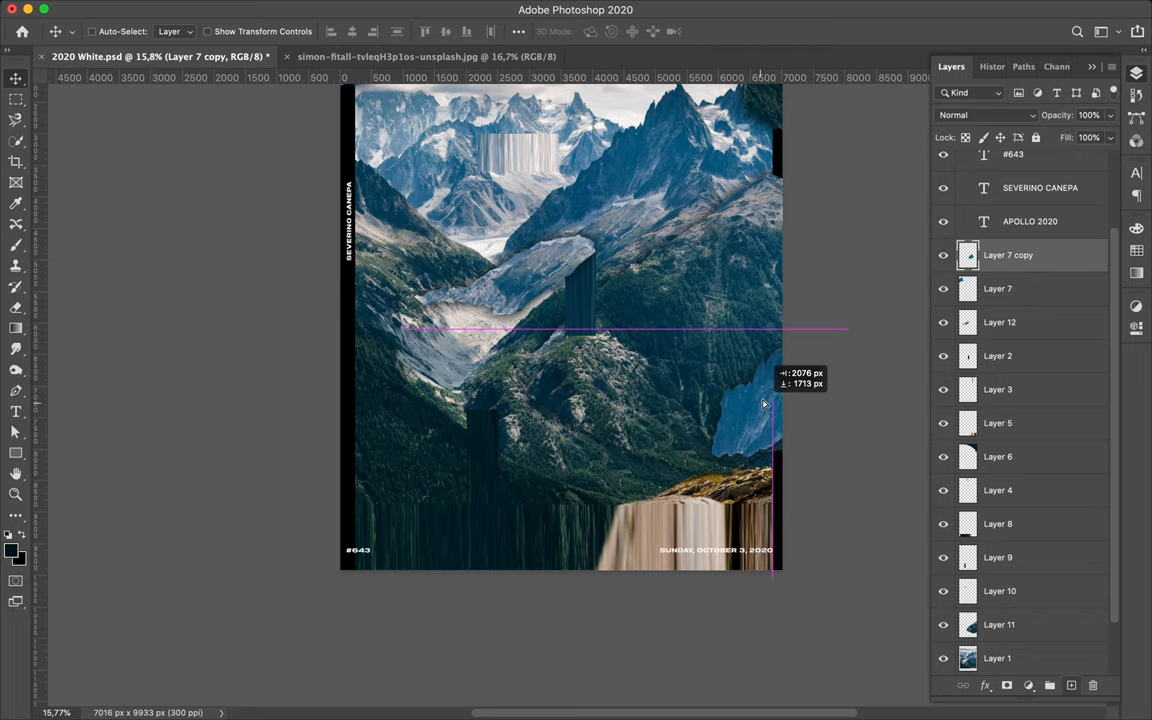 Adobe Photoshop 2020
Auto-Select: Layer Show Transform Controls 3D Mode:
2020 White.psd @ 15,8% (Layer 7 copy, RGB/8) * simon-fitall-tvleqH3p1os-unsplash.jpg @ 16,7% (RGB/8)
4500 4000 3500 3000 2500 2000 1500 1000 500 0 500 1000 1500 2000 2500 3000 3500 4000 4500 5000 5500 6000 6500 7000 7500 8000 8500 9000
Layers Histor Paths Chann
Kind
Normal Opacity: 100%
Lock: Fill: 100%
#643
SEVERINO CANEPA
APOLLO 2020
Layer 7 copy
Layer 7
Layer 12
Layer 2
Layer 3
Layer 5
Layer 6
Layer 4
Layer 8
Layer 9
Layer 10
Layer 11
Layer 1
SEVERINO CANEPA
: 2076 px
: 1713 px
#643 SUNDAY, OCTOBER 3, 2020
15,77% 7016 px x 9933 px (300 ppi)